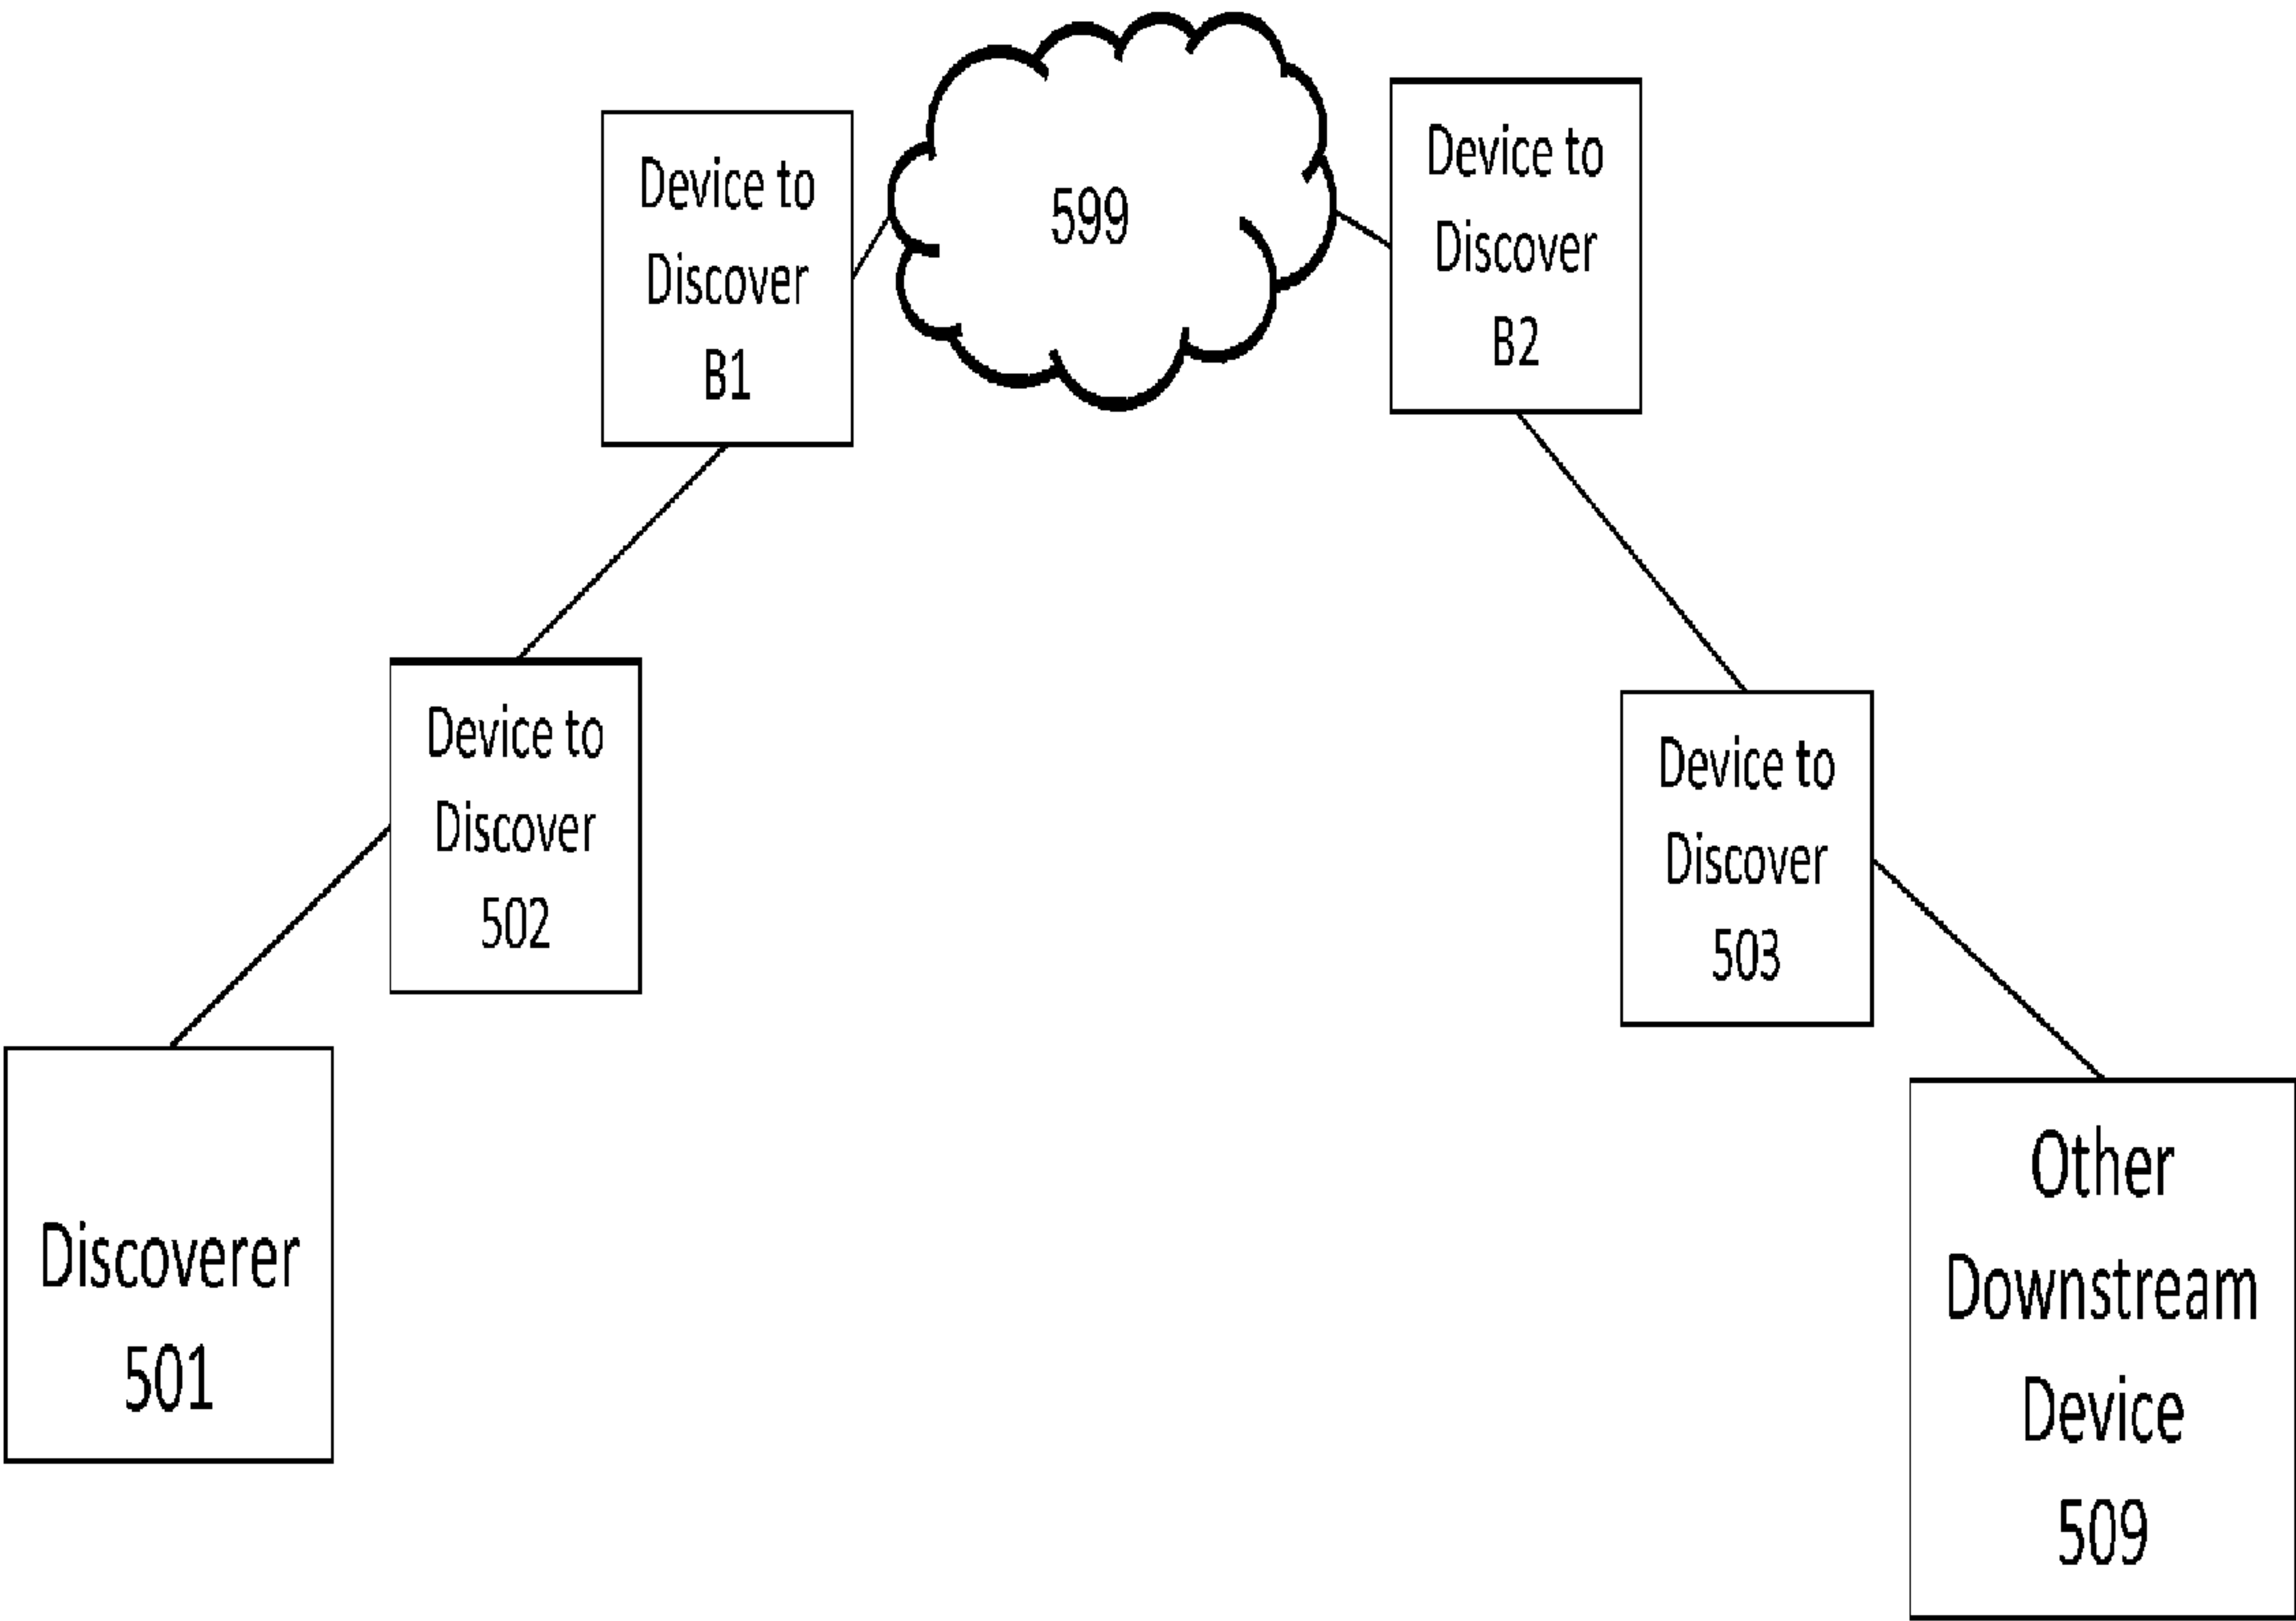 Device to
Discover
B1
599
Device to
Discover
B2
Device to
Discover
502
Device to
Discover
503
Discoverer
501
Other
Downstream
Device
509